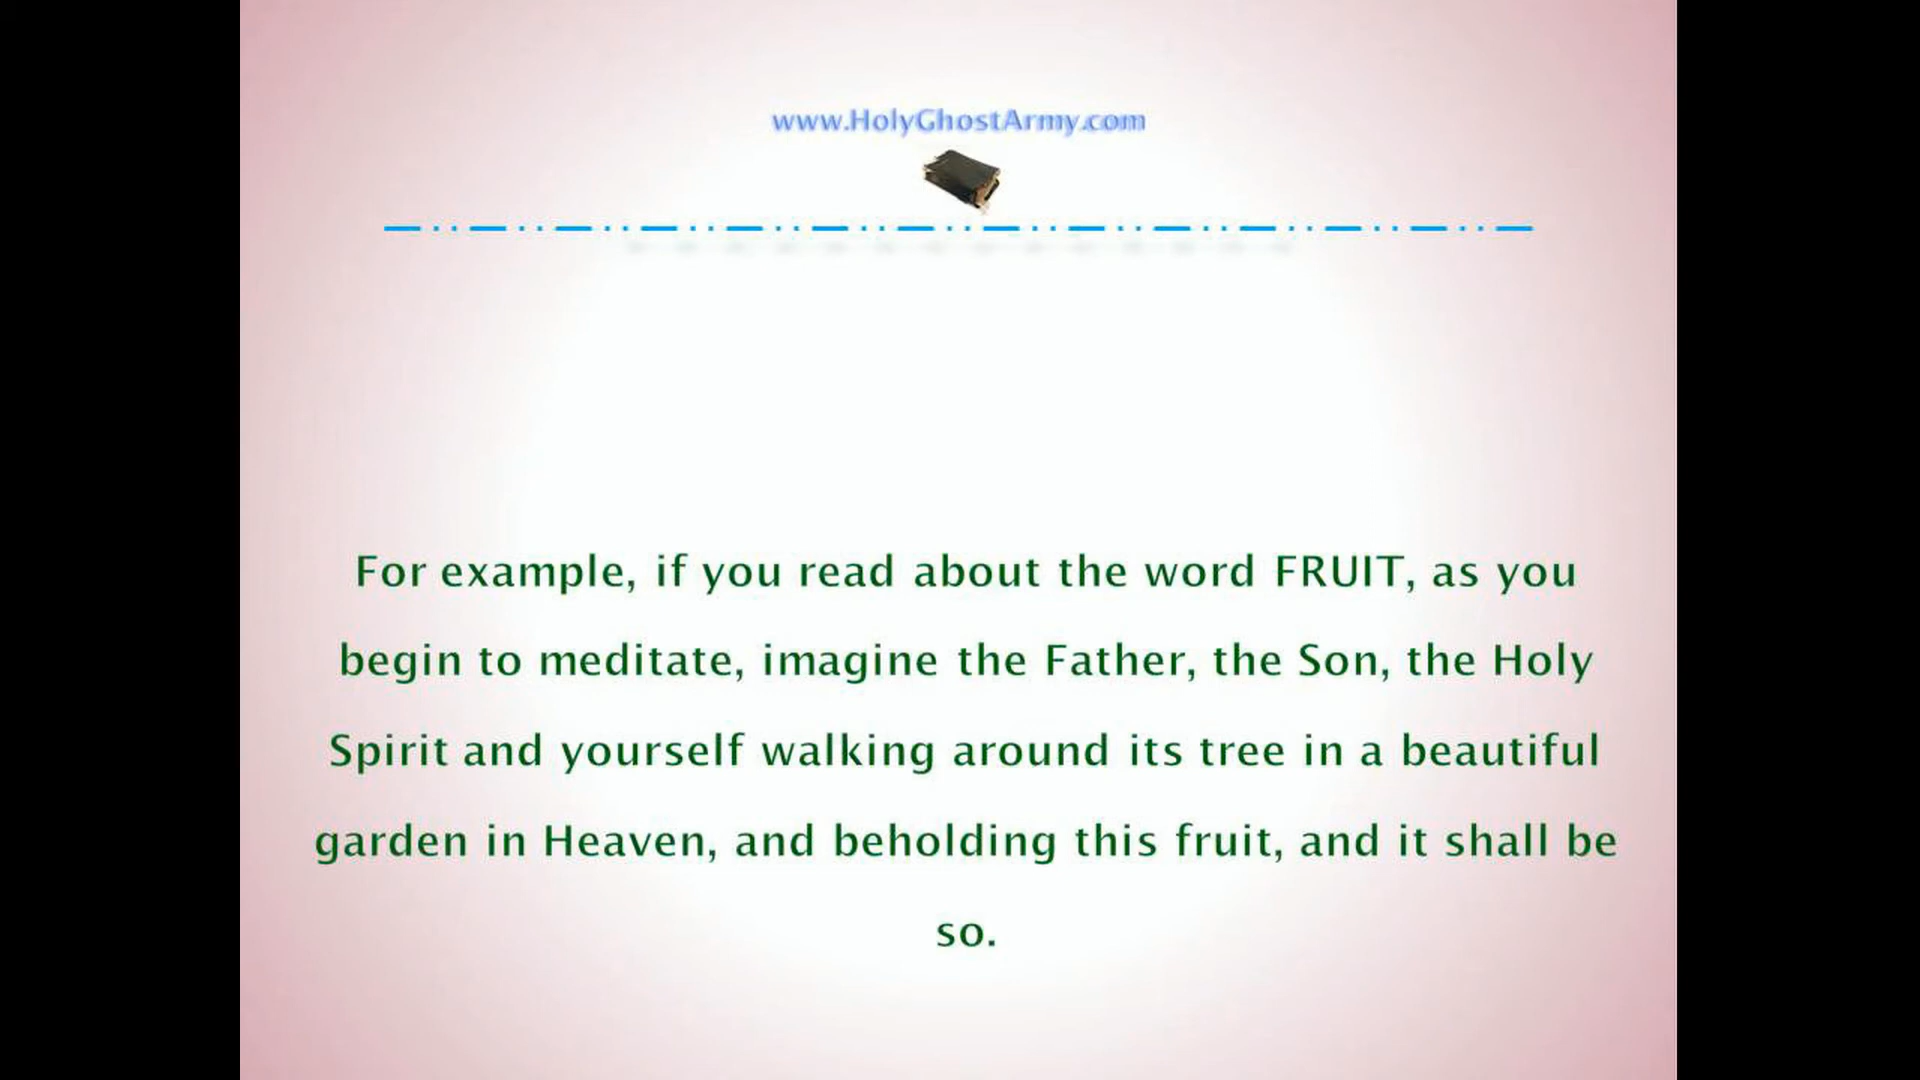 www.HolyGhostArmy.com
For example, if you read about the word FRUIT, as you
begin to meditate, imagine the Father, the Son, the Holy
Spirit and yourself walking around its tree in a beautiful
garden in Heaven, and beholding this fruit, and it shall be
so.